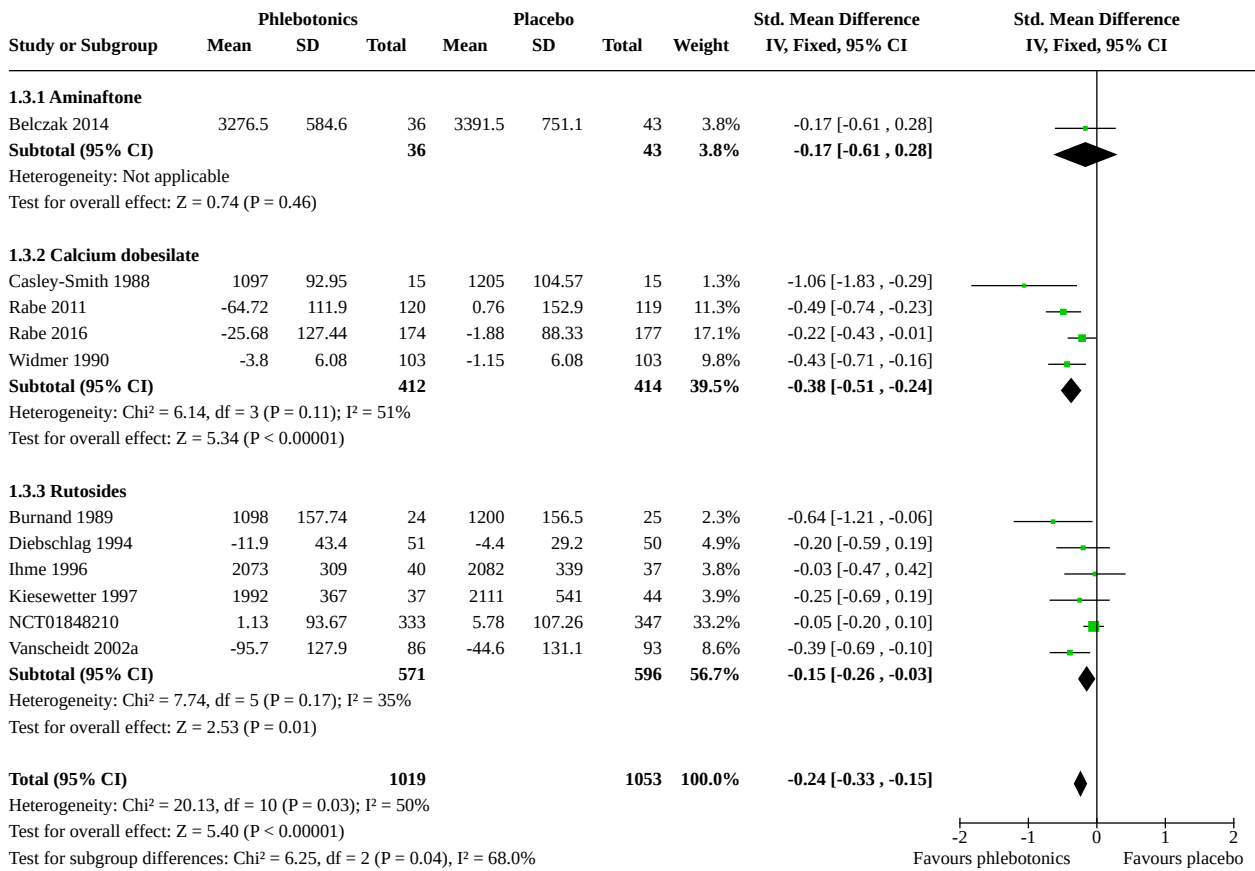 Phlebotonics Placebo Std. Mean Difference Std. Mean Difference
Study or Subgroup Mean SD Total Mean SD Total Weight IV, Fixed, 95% CI IV, Fixed, 95% CI
1.3.1 Aminaftone
Belczak 2014 3276.5 584.6 36 3391.5 751.1 43 3.8% -0.17 [-0.61 , 0.28]
Subtotal (95% CI) 36 43 3.8% -0.17 [-0.61 , 0.28]
Heterogeneity: Not applicable
Test for overall effect: Z = 0.74 (P = 0.46)
1.3.2 Calcium dobesilate
Casley-Smith 1988 1097 92.95 15 1205 104.57 15 1.3% -1.06 [-1.83 , -0.29]
Rabe 2011 -64.72 111.9 120 0.76 152.9 119 11.3% -0.49 [-0.74 , -0.23]
Rabe 2016 -25.68 127.44 174 -1.88 88.33 177 17.1% -0.22 [-0.43 , -0.01]
Widmer 1990 -3.8 6.08 103 -1.15 6.08 103 9.8% -0.43 [-0.71 , -0.16]
Subtotal (95% CI) 412 414 39.5% -0.38 [-0.51 , -0.24]
Heterogeneity: Chi² = 6.14, df = 3 (P = 0.11); I² = 51%
Test for overall effect: Z = 5.34 (P < 0.00001)
1.3.3 Rutosides
Burnand 1989 1098 157.74 24 1200 156.5 25 2.3% -0.64 [-1.21 , -0.06]
Diebschlag 1994 -11.9 43.4 51 -4.4 29.2 50 4.9% -0.20 [-0.59 , 0.19]
Ihme 1996 2073 309 40 2082 339 37 3.8% -0.03 [-0.47 , 0.42]
Kiesewetter 1997 1992 367 37 2111 541 44 3.9% -0.25 [-0.69 , 0.19]
NCT01848210 1.13 93.67 333 5.78 107.26 347 33.2% -0.05 [-0.20 , 0.10]
Vanscheidt 2002a -95.7 127.9 86 -44.6 131.1 93 8.6% -0.39 [-0.69 , -0.10]
Subtotal (95% CI) 571 596 56.7% -0.15 [-0.26 , -0.03]
Heterogeneity: Chi² = 7.74, df = 5 (P = 0.17); I² = 35%
Test for overall effect: Z = 2.53 (P = 0.01)
Total (95% CI) 1019 1053 100.0% -0.24 [-0.33 , -0.15]
Heterogeneity: Chi² = 20.13, df = 10 (P = 0.03); I² = 50%
Test for overall effect: Z = 5.40 (P < 0.00001)
-2 -1 0 1 2
Test for subgroup differences: Chi² = 6.25, df = 2 (P = 0.04), I² = 68.0% Favours phlebotonics Favours placebo